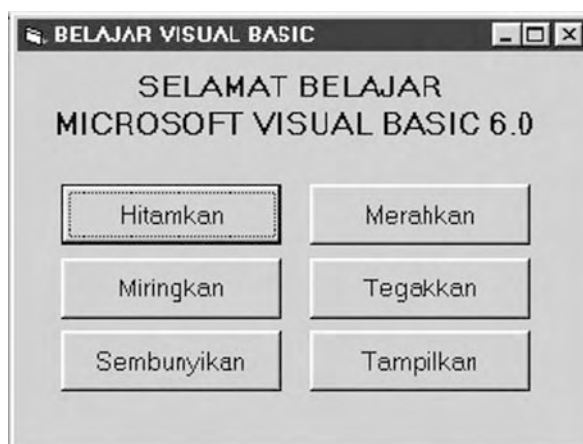 BELAJAR VISUAL BASIC
SELAMAT BELAJAR
MICROSOFT VISUAL BASIC 6.0
Hitamkan
Merahkan
Miringkan
Tegakkan
Sembunyikan
Tampilkan